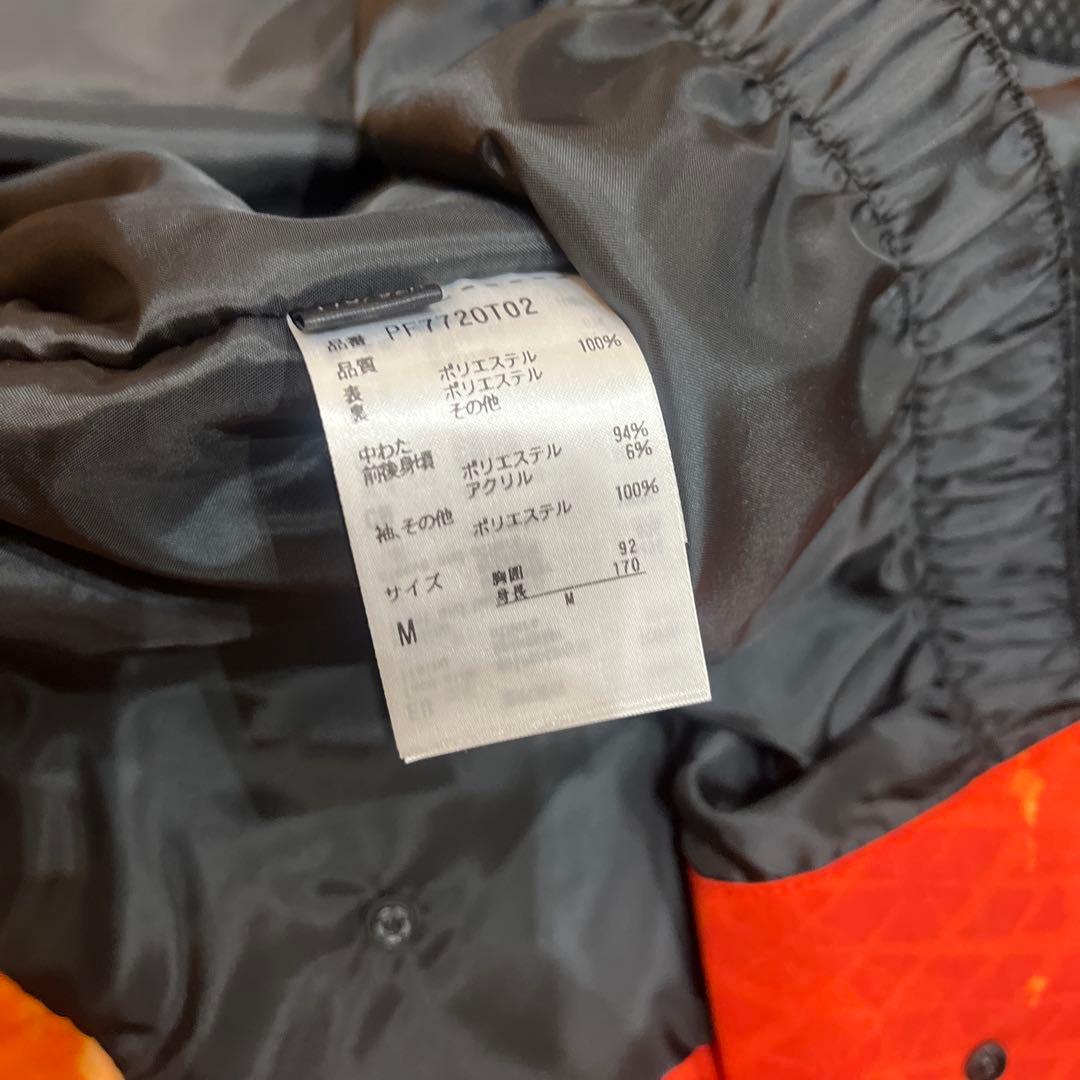 品番 PF7720T02
品質
表 ポリエステル 100%
裏 ポリエステル
その他
中わた
前後身頃 ポリエステル 94%
アクリル 6%
袖、その他 ポリエステル 100%
サイズ 胸囲 92
身長 170
M M